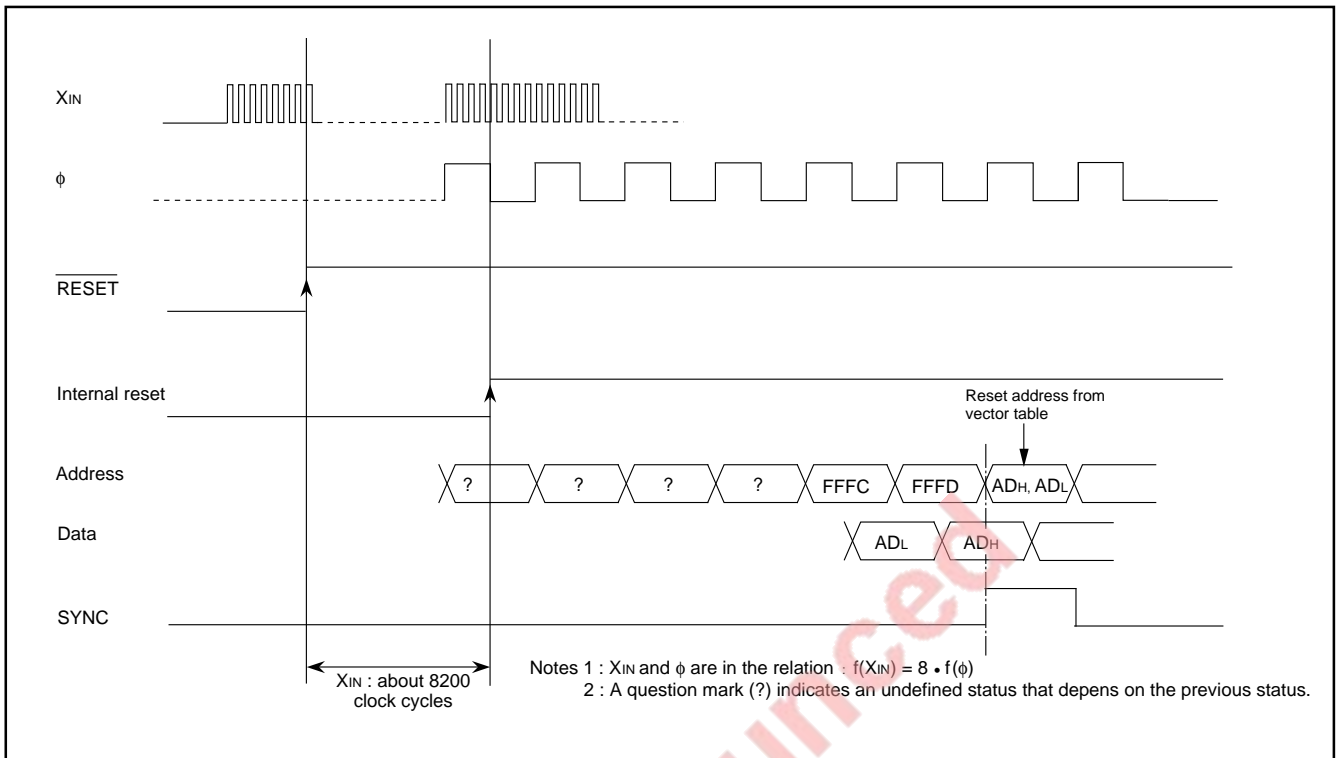 XIN
ϕ
RESET
Internal reset
Reset address from
vector table
Address
? ? ? ? FFFC FFFD ADH, ADL
Data
ADL ADH
SYNC
XIN : about 8200
clock cycles
Notes 1 : XIN and ϕ are in the relation : f(XIN) = 8 • f(ϕ)
2 : A question mark (?) indicates an undefined status that depens on the previous status.
unced